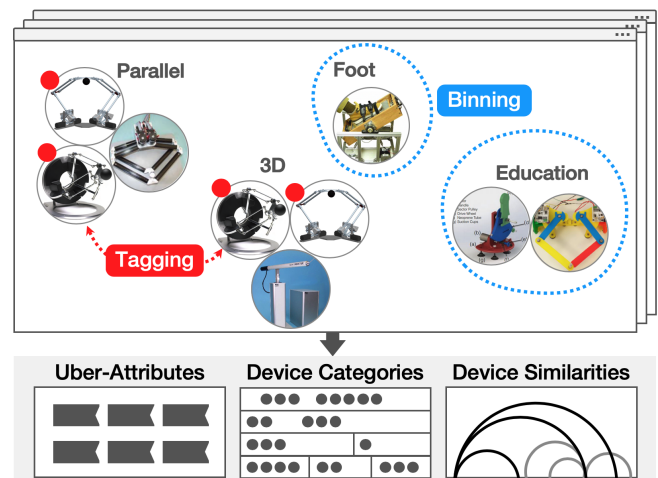 Parallel
Foot
Binning
3D
Education
Tagging
Uber-Attributes
Device Categories
Device Similarities